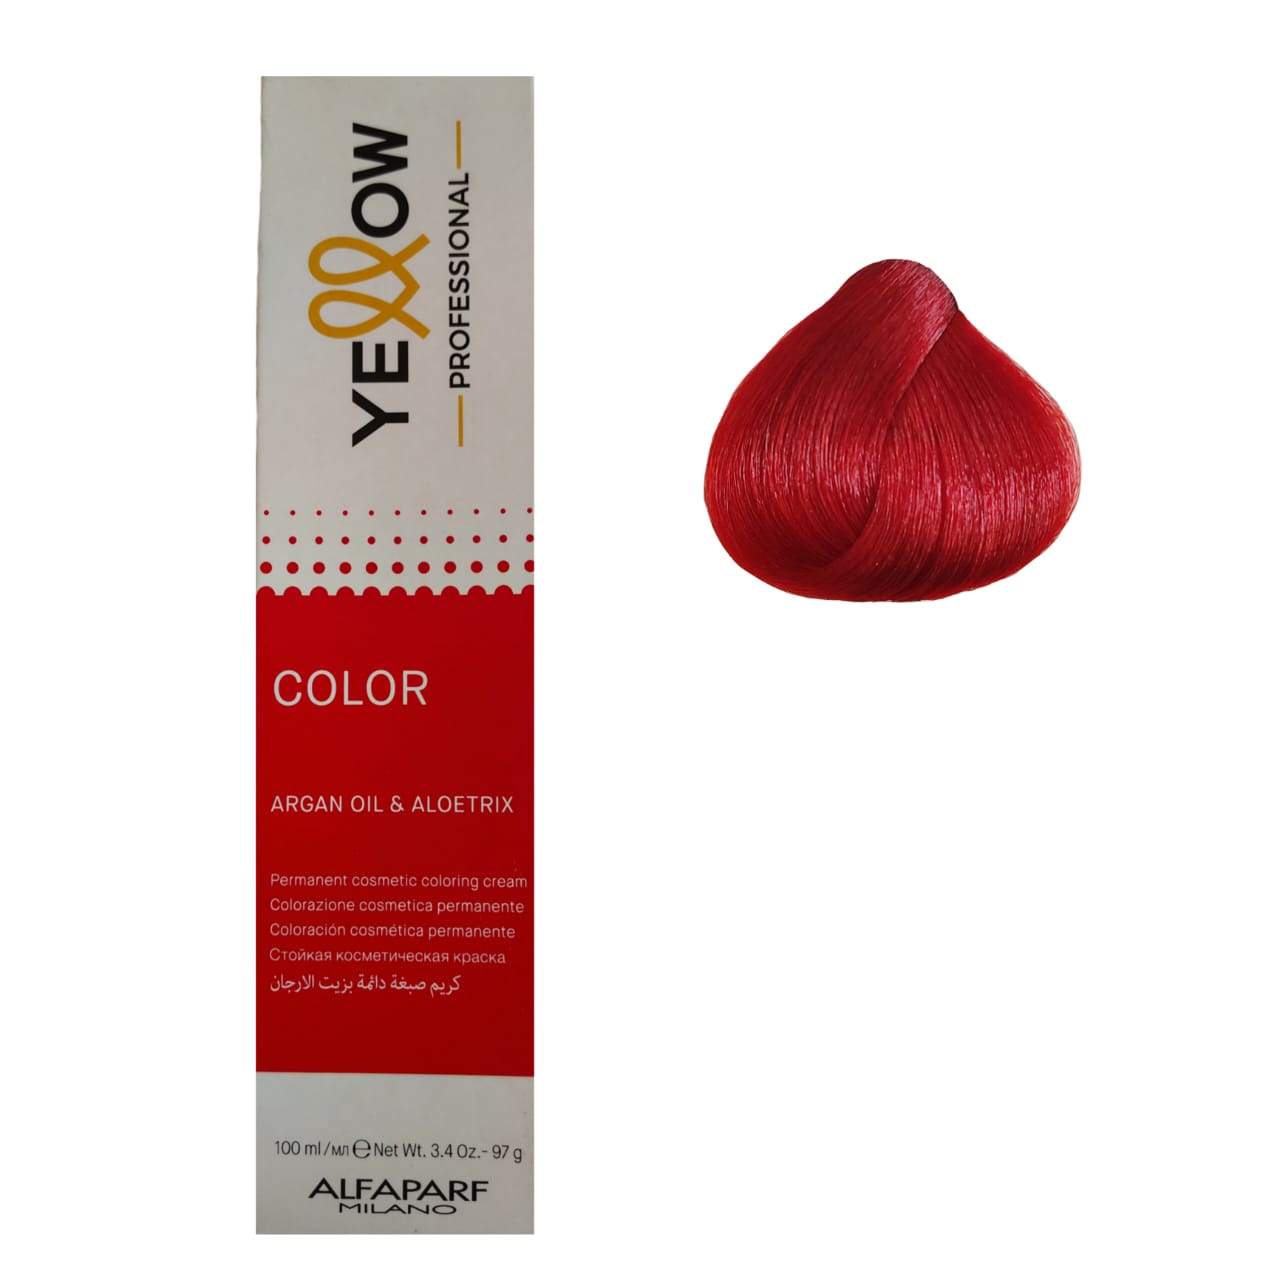 YELLOW
PROFESSIONAL
COLOR
ARGAN OIL & ALOETRIX
Permanent cosmetic coloring cream
Colorazione cosmetica permanente
Coloración cosmética permanente
Стойкая косметическая краска
كريم صبغة دائمة بزيت الارجان
100 ml/мл ℮ Net Wt. 3.4 Oz.- 97 g
ALFAPARF
MILANO